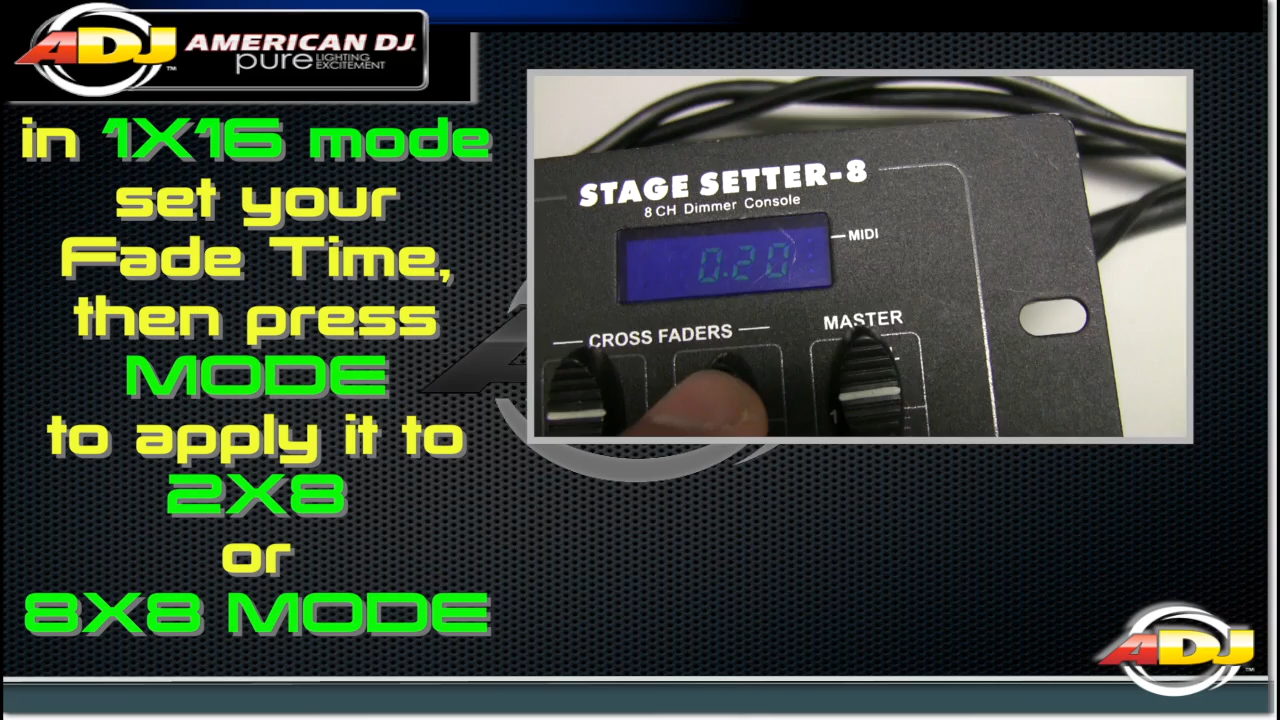 ADJ
TM
AMERICAN DJ.
pure LIGHTING EXCITEMENT
in 1X16 mode
set your
Fade Time,
then press
MODE
to apply it to
2X8
or
8X8 MODE
STAGE SETTER-8
8 CH Dimmer Console
0.20
MIDI
CROSS FADERS
MASTER
ADJ
TM